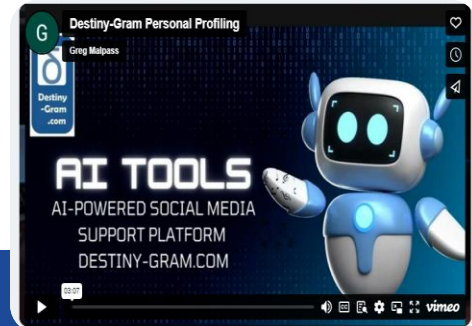 G
Destiny-Gram Personal Profiling
Greg Malpass
Destiny
-Gram
.com
AI TOOLS
AI-POWERED SOCIAL MEDIA
SUPPORT PLATFORM
DESTINY-GRAM.COM
03:07
CC
vimeo